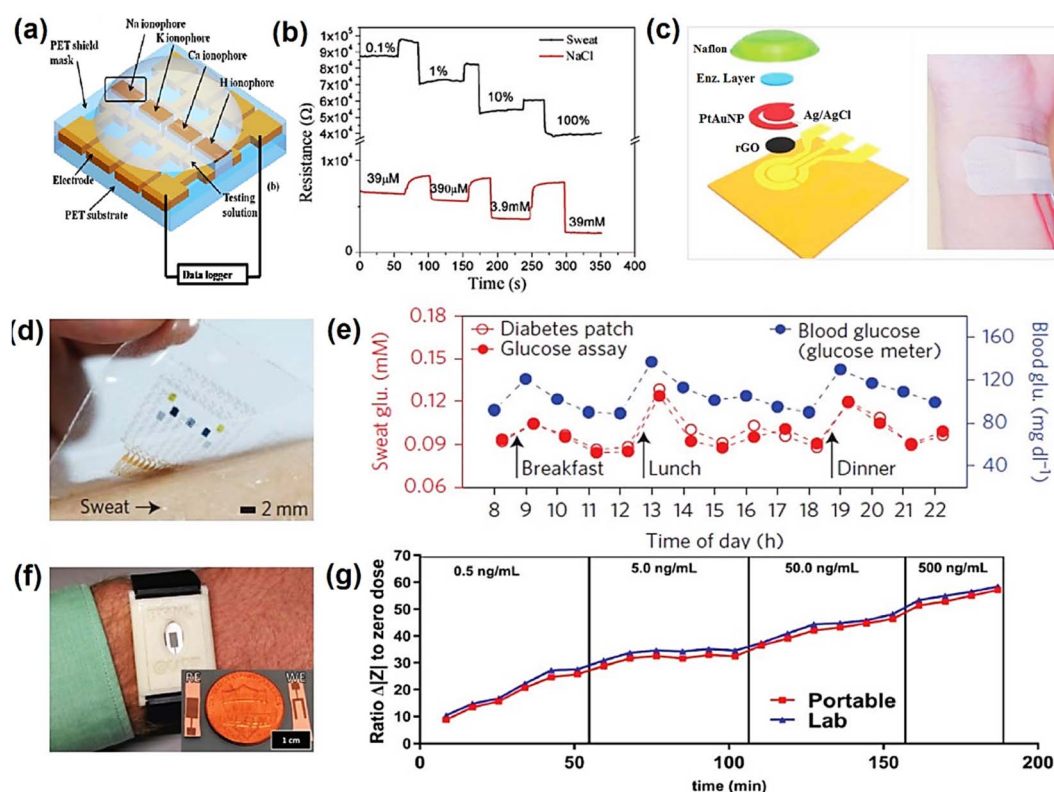 (a)
Na ionophore
K ionophore
Ca ionophore
H ionophore
PET shield
mask
Electrode
PET substrate
Testing
solution
(b)
Data logger
(b)
Resistance (Ω)
1x10⁵
9x10⁴
8x10⁴
7x10⁴
6x10⁴
5x10⁴
4x10⁴
1x10⁴
0
0.1%
1%
10%
100%
Sweat
NaCl
39μM
390μM
3.9mM
39mM
0 50 100 150 200 250 300 350 400
Time (s)
(c)
Nafion
Enz. Layer
PtAuNP
Ag/AgCl
rGO
(d)
Sweat →
2 mm
(e)
Sweat glu. (mM)
0.18
0.15
0.12
0.09
0.06
Diabetes patch
Glucose assay
Blood glucose
(glucose meter)
Breakfast
Lunch
Dinner
160
120
80
40
Blood glu. (mg dl⁻¹)
8 9 10 11 12 13 14 15 16 17 18 19 20 21 22
Time of day (h)
(f)
RE
WE
1 cm
(g)
Ratio Δ|Z| to zero dose
70
60
50
40
30
20
10
0
0.5 ng/mL
5.0 ng/mL
50.0 ng/mL
500 ng/mL
Portable
Lab
0 50 100 150 200
time (min)